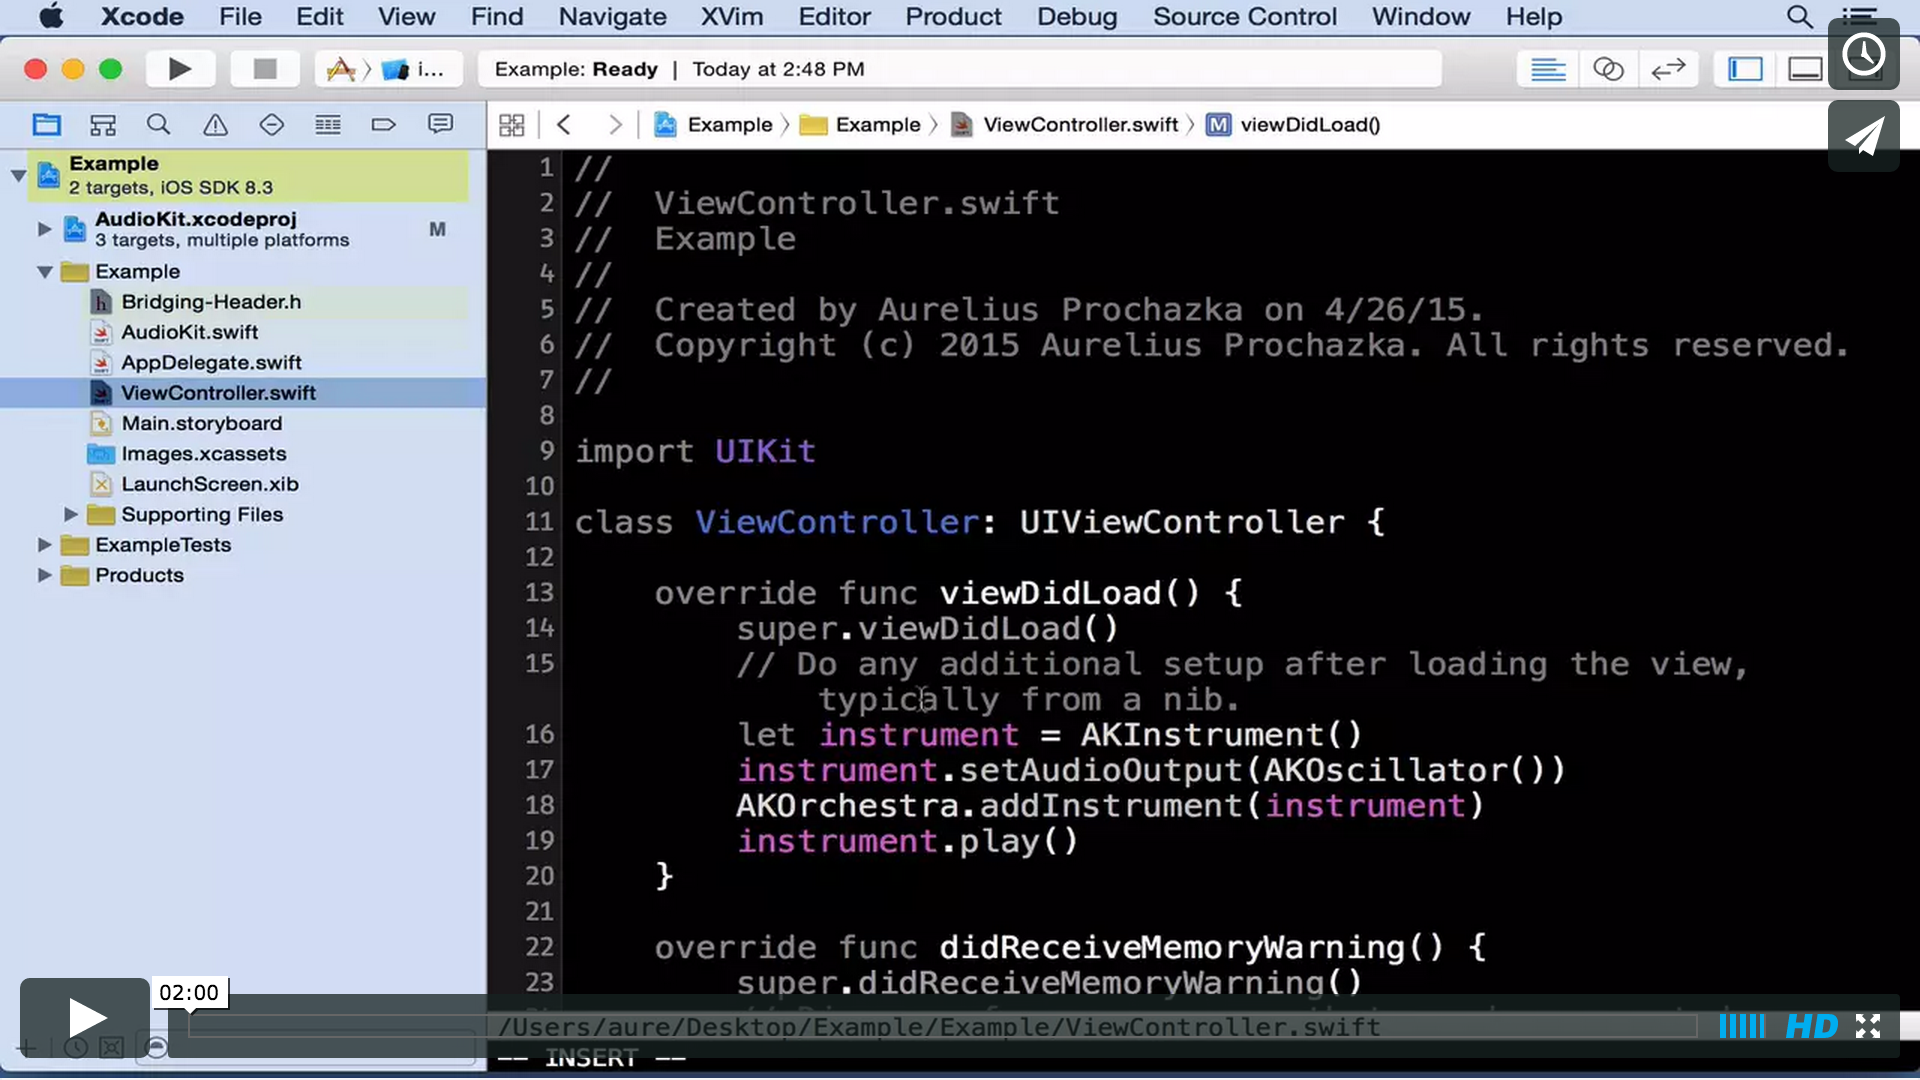 Xcode File Edit View Find Navigate XVim Editor Product Debug Source Control Window Help
i... Example: Ready | Today at 2:48 PM
Example Example ViewController.swift M viewDidLoad()
Example
2 targets, iOS SDK 8.3
AudioKit.xcodeproj
3 targets, multiple platforms
M
Example
h Bridging-Header.h
AudioKit.swift
AppDelegate.swift
ViewController.swift
Main.storyboard
Images.xcassets
LaunchScreen.xib
Supporting Files
ExampleTests
Products
1 //
2 // ViewController.swift
3 // Example
4 //
5 // Created by Aurelius Prochazka on 4/26/15.
6 // Copyright (c) 2015 Aurelius Prochazka. All rights reserved.
7 //
8
9 import UIKit
10
11 class ViewController: UIViewController {
12
13 override func viewDidLoad() {
14 super.viewDidLoad()
15 // Do any additional setup after loading the view,
typically from a nib.
16 let instrument = AKInstrument()
17 instrument.setAudioOutput(AKOscillator())
18 AKOrchestra.addInstrument(instrument)
19 instrument.play()
20 }
21
22 override func didReceiveMemoryWarning() {
23 super.didReceiveMemoryWarning()
02:00
/Users/aure/Desktop/Example/Example/ViewController.swift
HD
-- INSERT --